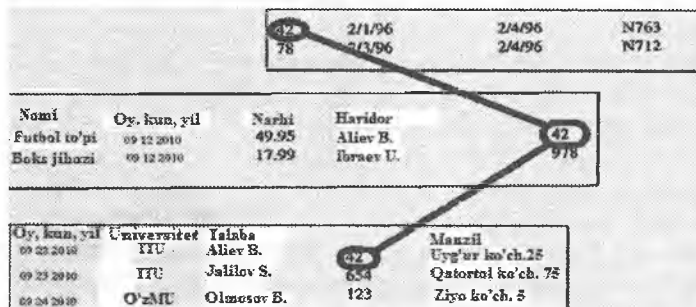 42 2/1/96 2/4/96 N763
78 2/3/96 2/4/96 N712
Nomi Oy. kun, yil Narhi Haridor
Futbol to'pi 09 12 2010 49.95 Aliev B. 42
Boks jihozi 09 12 2010 17.99 Ibraev U. 978
Oy, kun, yil Universitet Talaba Manzil
09 23 2010 TTU Aliev B. 42 Uyg'ur ko'ch.25
09 23 2010 TTU Jalilov S. 654 Qatortol ko'ch. 75
09 24 2010 O'zMU Olmosov B. 123 Ziyo ko'ch. 5